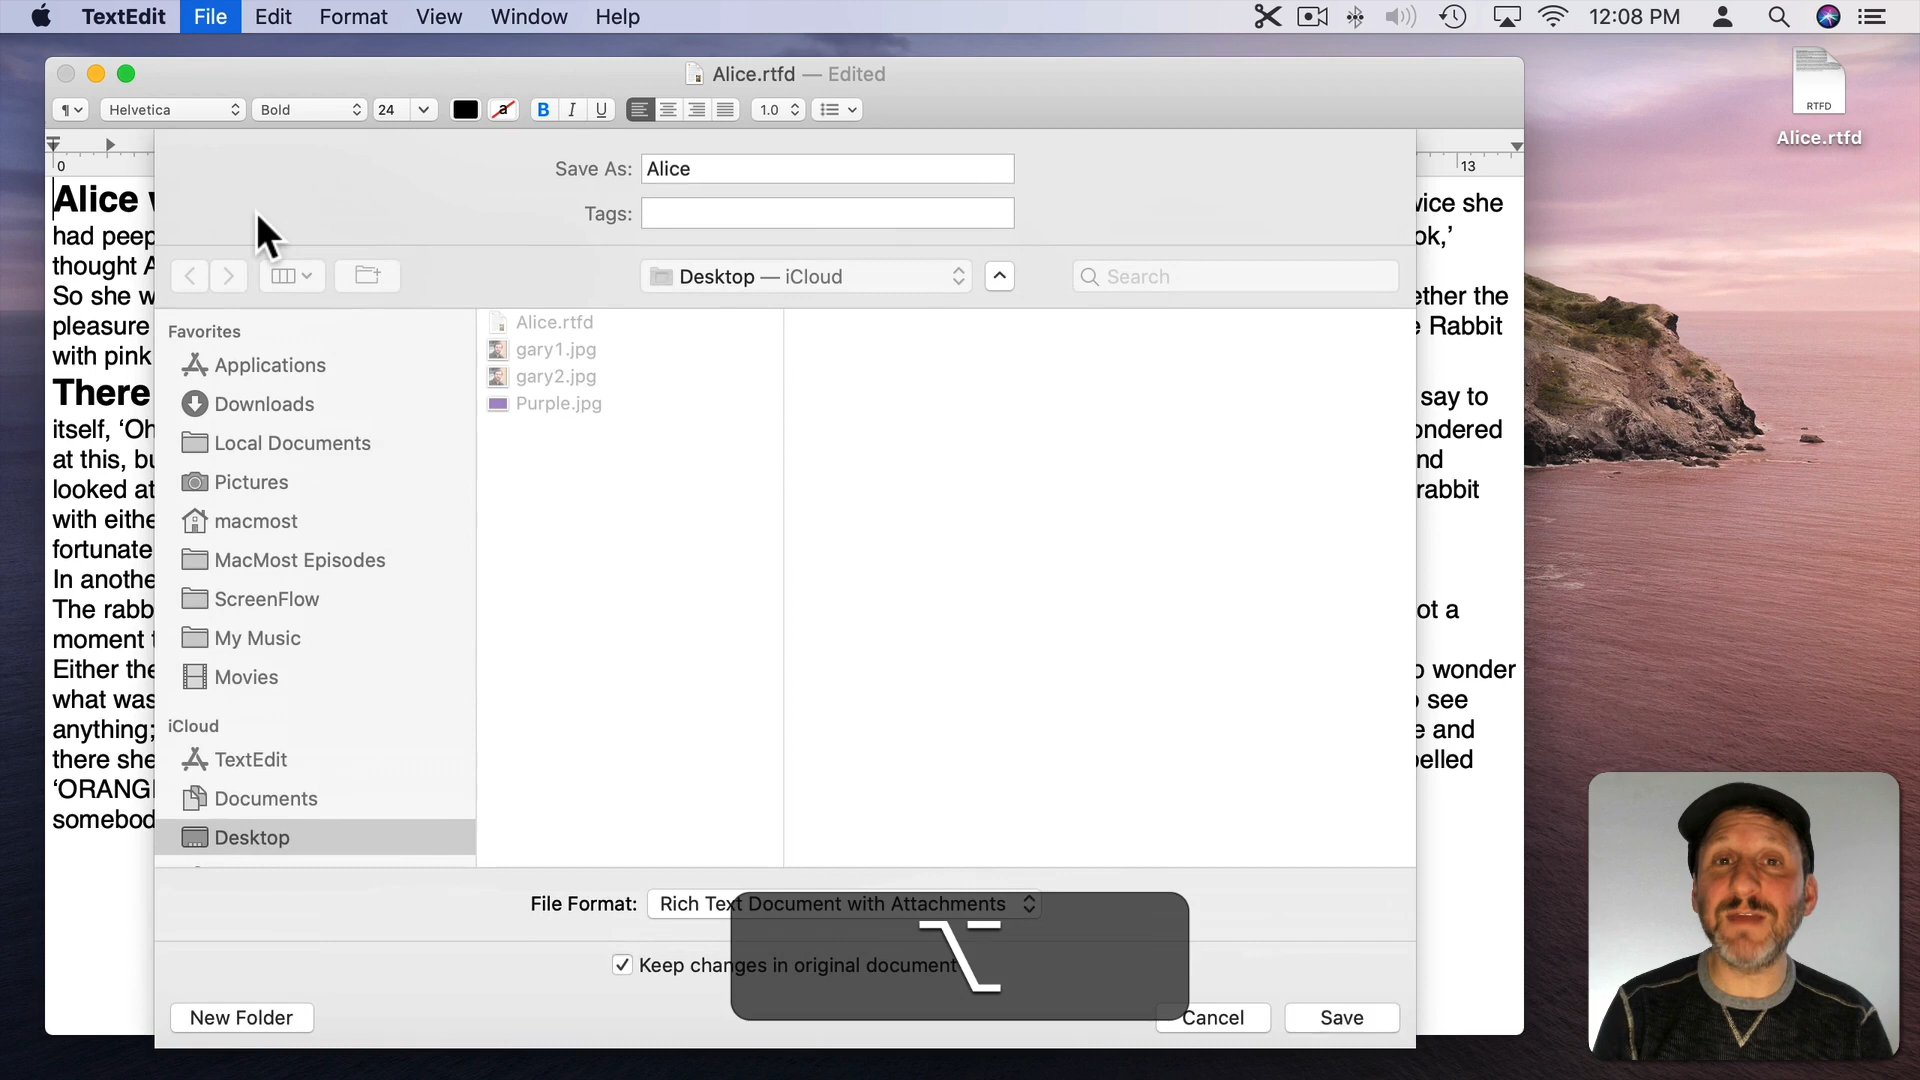 TextEdit File Edit Format View Window Help 12:08 PM
Alice.rtfd — Edited
RTFD
Alice.rtfd
¶ Helvetica Bold 24 a B I U 1.0
0 13
Save As: Alice
Tags:
Desktop — iCloud
Search
Alice
had peep
thought A
So she w
pleasure
with pink
There
itself, ‘Oh
at this, bu
looked at
with eithe
fortunate
In anothe
The rabb
moment t
Either the
what was
anything;
there she
‘ORANG
somebod
Favorites
Applications
Downloads
Local Documents
Pictures
macmost
MacMost Episodes
ScreenFlow
My Music
Movies
iCloud
TextEdit
Documents
Desktop
Alice.rtfd
gary1.jpg
gary2.jpg
Purple.jpg
vice she
ok,’
ether the
Rabbit
say to
ondered
nd
rabbit
ot a
o wonder
see
e and
belled
File Format: Rich Text Document with Attachments
Keep changes in original document
New Folder
Cancel
Save